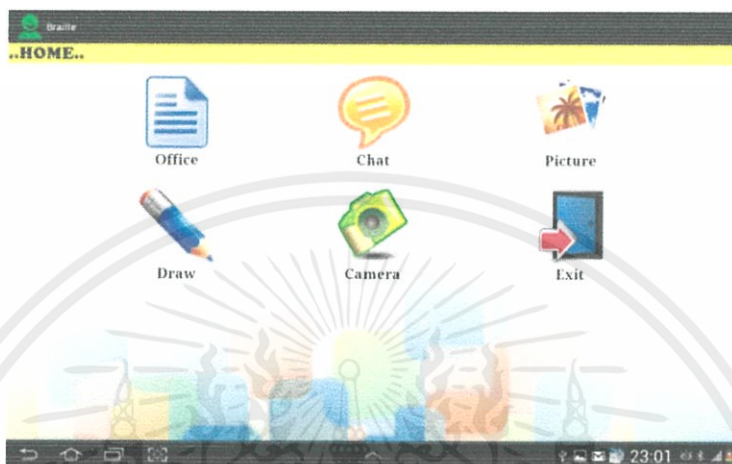 Braille
..HOME..
Office Chat Picture
Draw Camera Exit
23:01